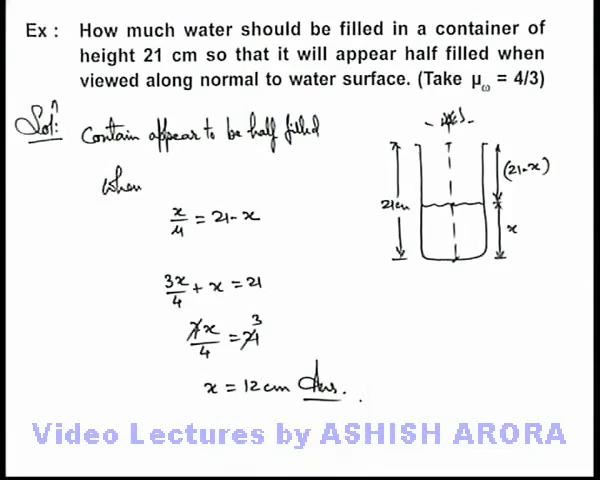 Ex : How much water should be filled in a container of
height 21 cm so that it will appear half filled when
viewed along normal to water surface. (Take μω = 4/3)
Solⁿ:
Contain appear to be half filled
When
x/μ = 21-x
3x/4 + x = 21
7x/4 = 21 3
x = 12 cm Ans.
21cm
(21-x)
x
Video Lectures by ASHISH ARORA